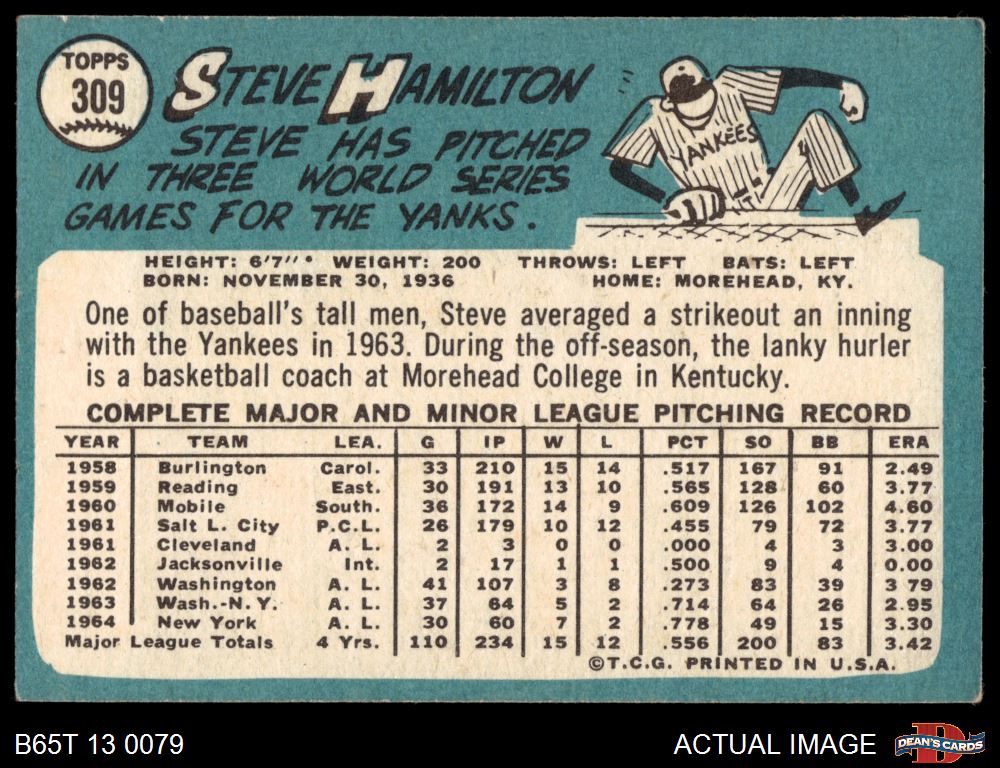 TOPPS
309
STEVE HAMILTON
STEVE HAS PITCHED
IN THREE WORLD SERIES
GAMES FOR THE YANKS.
YANKEES
HEIGHT: 6'7" • WEIGHT: 200 THROWS: LEFT BATS: LEFT
BORN: NOVEMBER 30, 1936 HOME: MOREHEAD, KY.
One of baseball's tall men, Steve averaged a strikeout an inning
with the Yankees in 1963. During the off-season, the lanky hurler
is a basketball coach at Morehead College in Kentucky.
COMPLETE MAJOR AND MINOR LEAGUE PITCHING RECORD
YEAR TEAM LEA. G IP W L PCT SO BB ERA
1958 Burlington Carol. 33 210 15 14 .517 167 91 2.49
1959 Reading East. 30 191 13 10 .565 128 60 3.77
1960 Mobile South. 36 172 14 9 .609 126 102 4.60
1961 Salt L. City P.C.L. 26 179 10 12 .455 79 72 3.77
1961 Cleveland A. L. 2 3 0 0 .000 4 3 3.00
1962 Jacksonville Int. 2 17 1 1 .500 9 4 0.00
1962 Washington A. L. 41 107 3 8 .273 83 39 3 79
1963 Wash.-N. Y. A. L. 37 64 5 2 .714 64 26 2.95
1964 New York A. L. 30 60 7 2 .778 49 15 3.30
Major League Totals 4 Yrs. 110 234 15 12 .556 200 83 3.42
©T.C.G. PRINTED IN U.S.A.
B65T 13 0079 ACTUAL IMAGE D DEAN'S CARDS